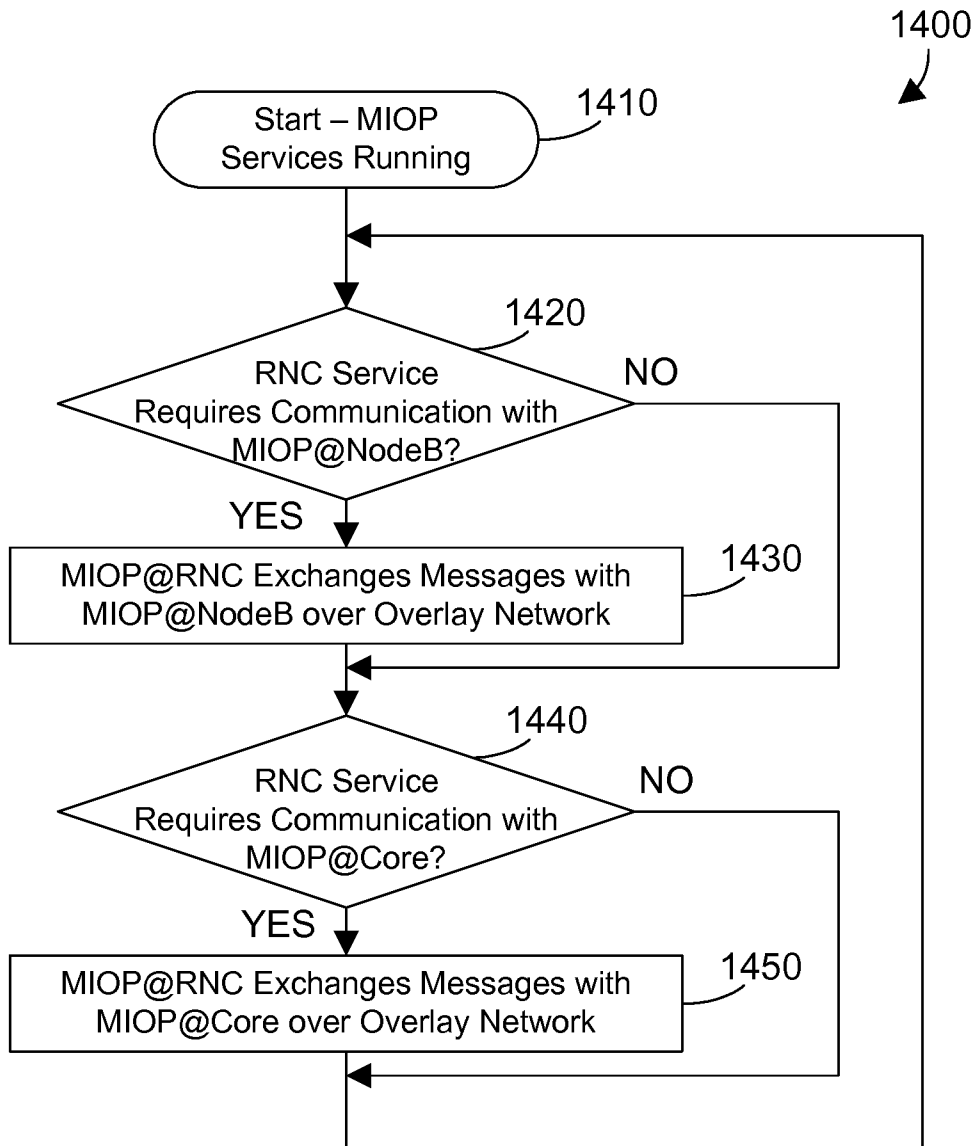 1400
Start – MIOP
Services Running
1410
1420
RNC Service
Requires Communication with
MIOP@NodeB?
NO
YES
MIOP@RNC Exchanges Messages with
MIOP@NodeB over Overlay Network
1430
1440
RNC Service
Requires Communication with
MIOP@Core?
NO
YES
MIOP@RNC Exchanges Messages with
MIOP@Core over Overlay Network
1450